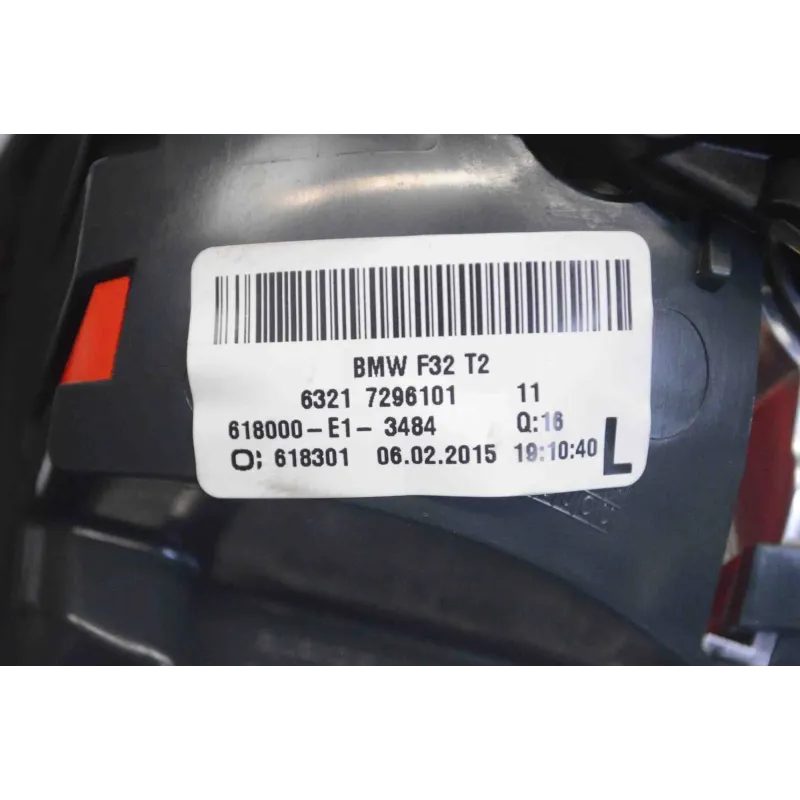 BMW F32 T2
6321 7296101 11
618000-E1-3484 Q:16
O; 618301 06.02.2015 19:10:40 L